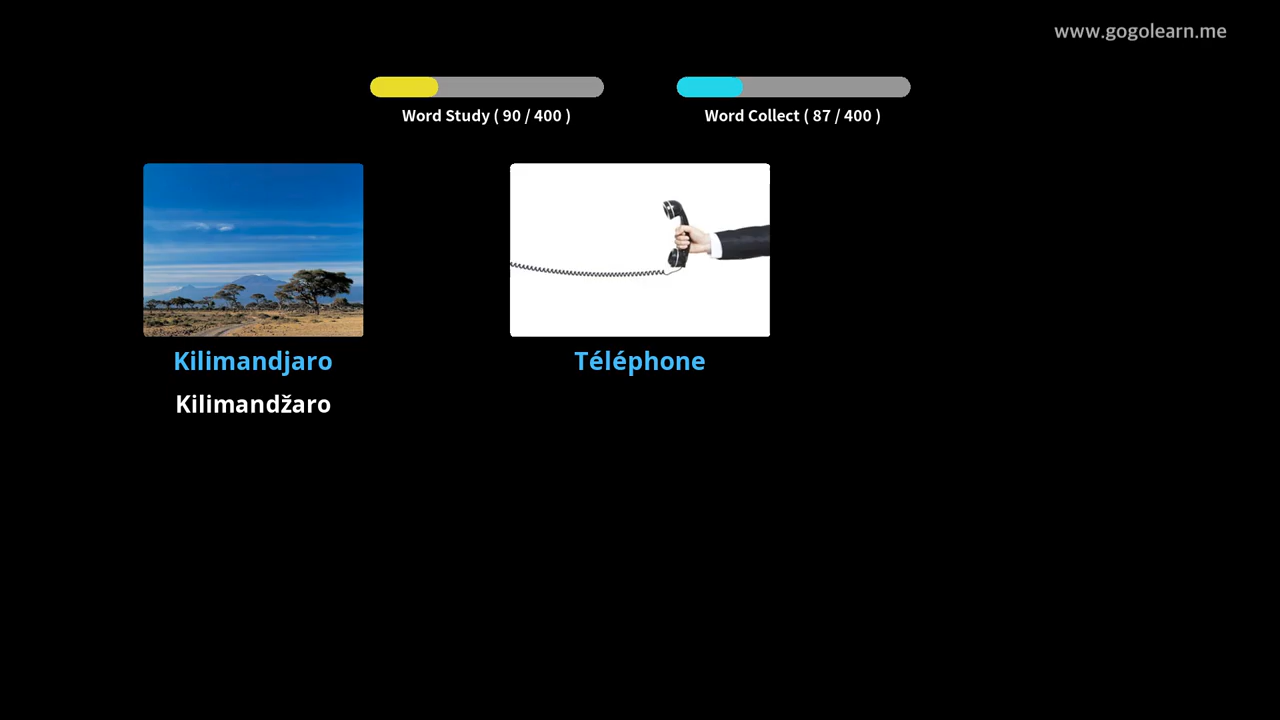 www.gogolearn.me
Word Study ( 90 / 400 )
Word Collect ( 87 / 400 )
Kilimandjaro
Téléphone
Kilimandžaro